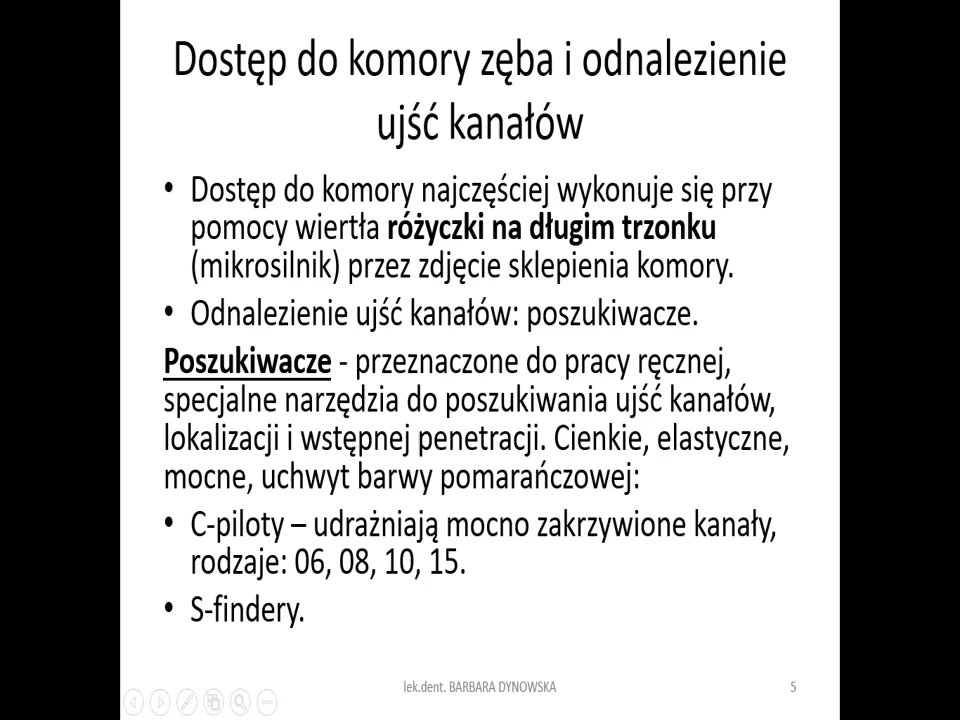 Dostęp do komory zęba i odnalezienie
ujść kanałów
• Dostęp do komory najczęściej wykonuje się przy
pomocy wiertła różyczki na długim trzonku
(mikrosilnik) przez zdjęcie sklepienia komory.
• Odnalezienie ujść kanałów: poszukiwacze.
Poszukiwacze - przeznaczone do pracy ręcznej,
specjalne narzędzia do poszukiwania ujść kanałów,
lokalizacji i wstępnej penetracji. Cienkie, elastyczne,
mocne, uchwyt barwy pomarańczowej:
• C-piloty – udrażniają mocno zakrzywione kanały,
rodzaje: 06, 08, 10, 15.
• S-findery.
lek.dent. BARBARA DYNOWSKA
5